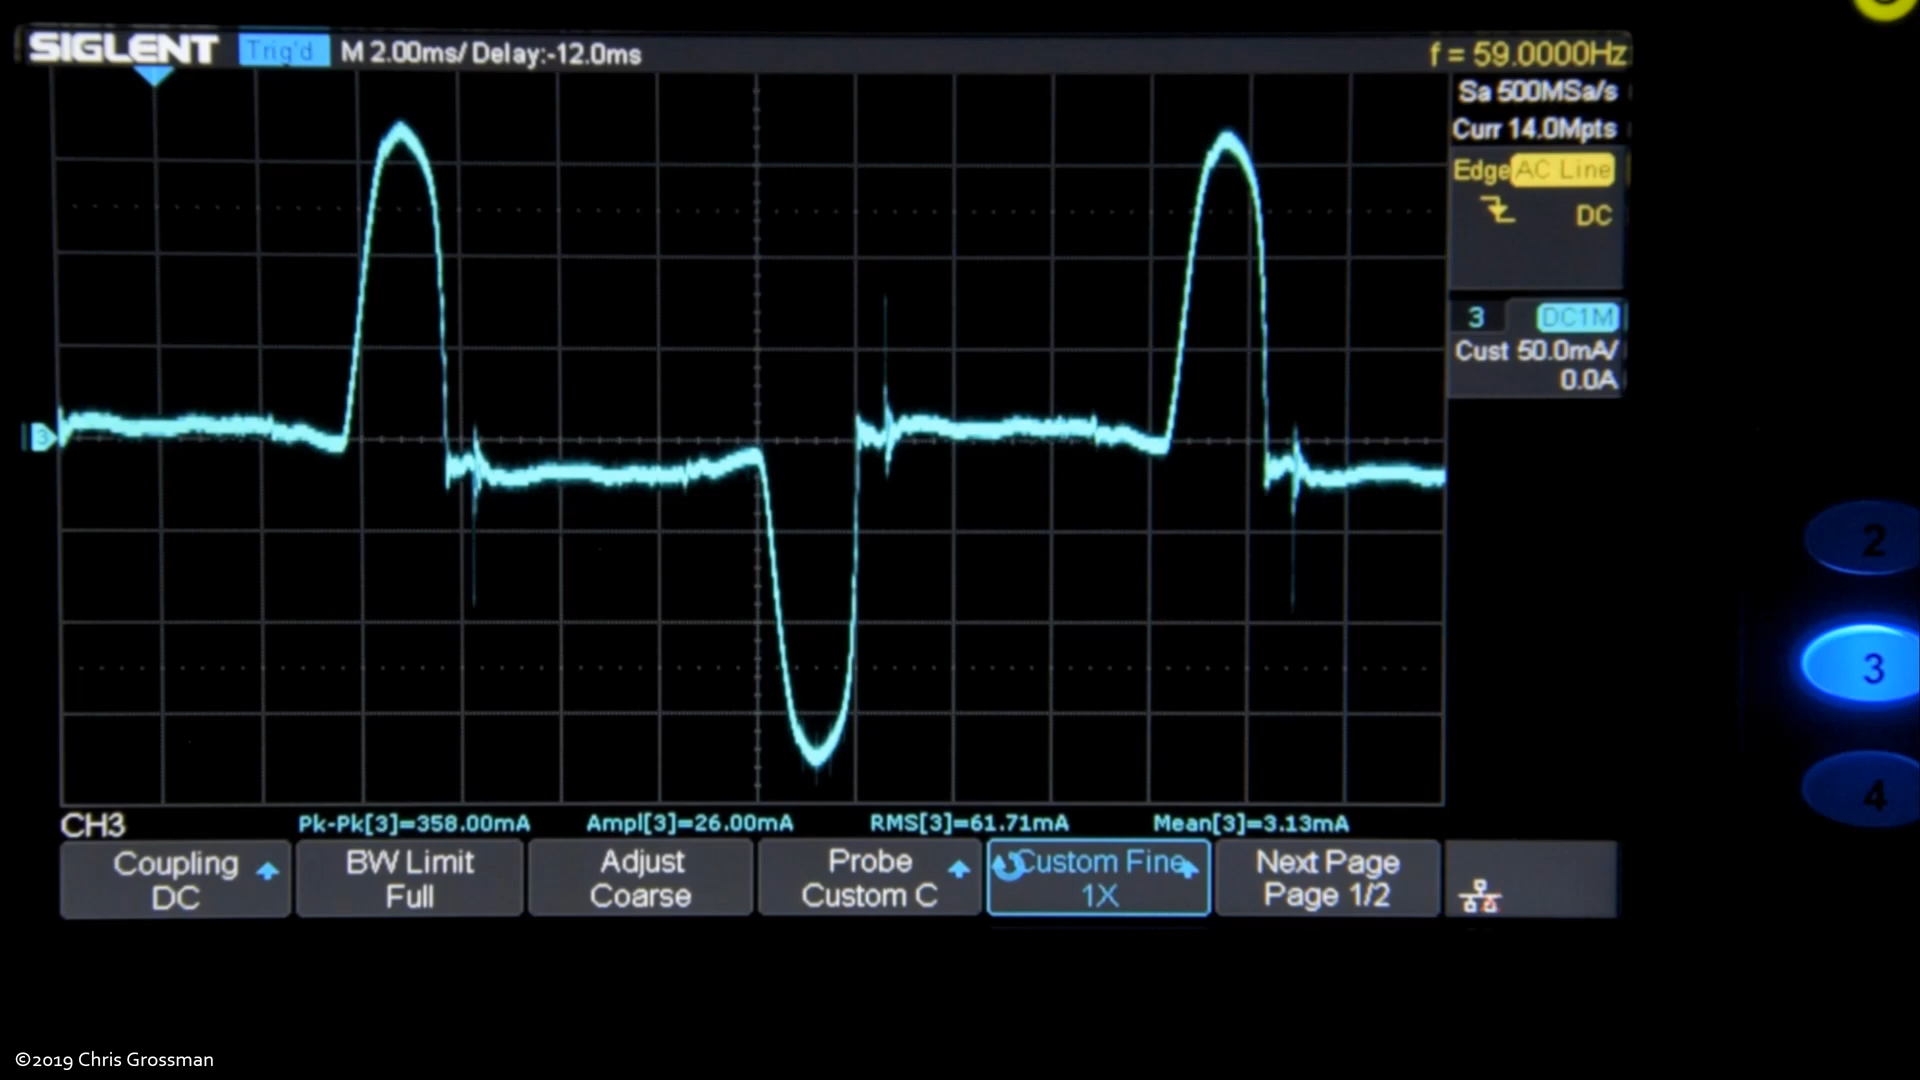 SIGLENT Trig'd M 2.00ms/ Delay:-12.0ms f = 59.0000Hz
Sa 500MSa/s
Curr 14.0Mpts
Edge AC Line
DC
3 DC1M
Cust 50.0mA/
0.0A
3
2
3
4
CH3 Pk-Pk[3]=358.00mA Ampl[3]=26.00mA RMS[3]=61.71mA Mean[3]=3.13mA
Coupling
DC
BW Limit
Full
Adjust
Coarse
Probe
Custom C
Custom Fine
1X
Next Page
Page 1/2
©2019 Chris Grossman